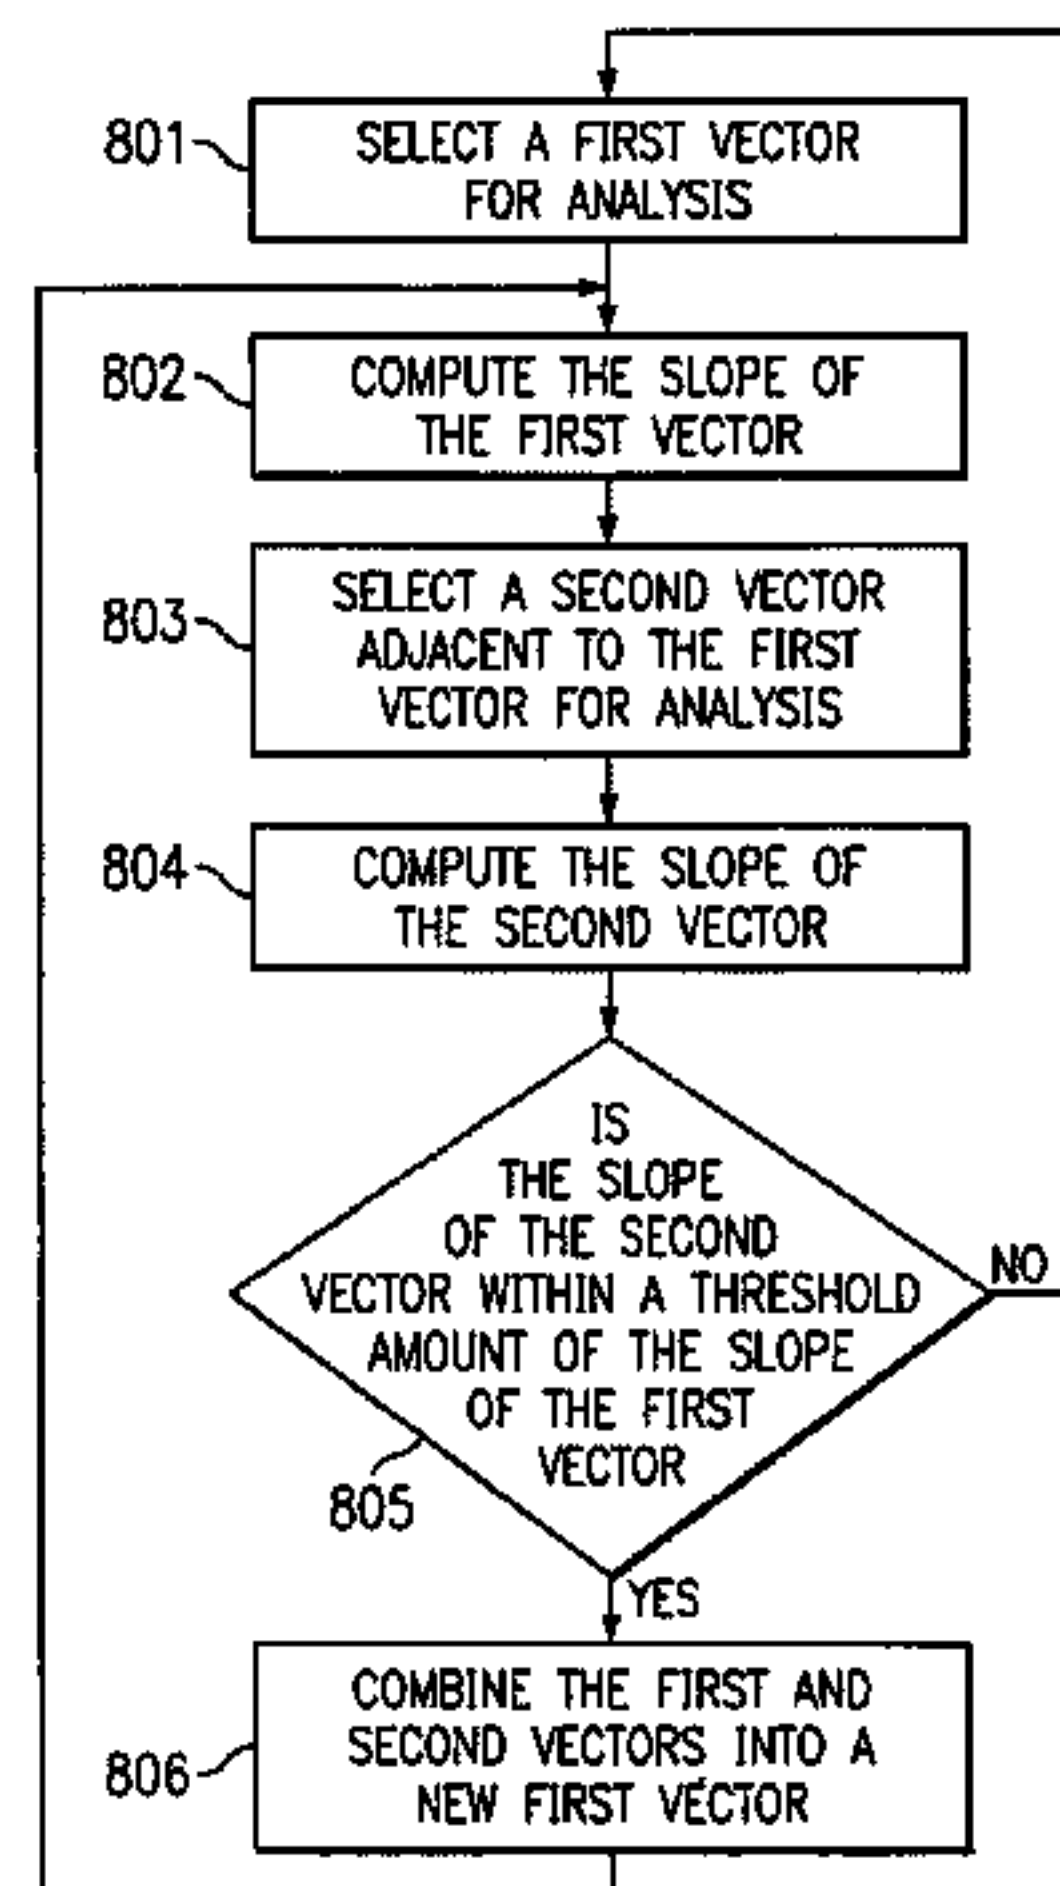 801
SELECT A FIRST VECTOR
FOR ANALYSIS
802
COMPUTE THE SLOPE OF
THE FIRST VECTOR
803
SELECT A SECOND VECTOR
ADJACENT TO THE FIRST
VECTOR FOR ANALYSIS
804
COMPUTE THE SLOPE OF
THE SECOND VECTOR
IS
THE SLOPE
OF THE SECOND
VECTOR WITHIN A THRESHOLD
AMOUNT OF THE SLOPE
OF THE FIRST
VECTOR
NO
805
YES
806
COMBINE THE FIRST AND
SECOND VECTORS INTO A
NEW FIRST VECTOR